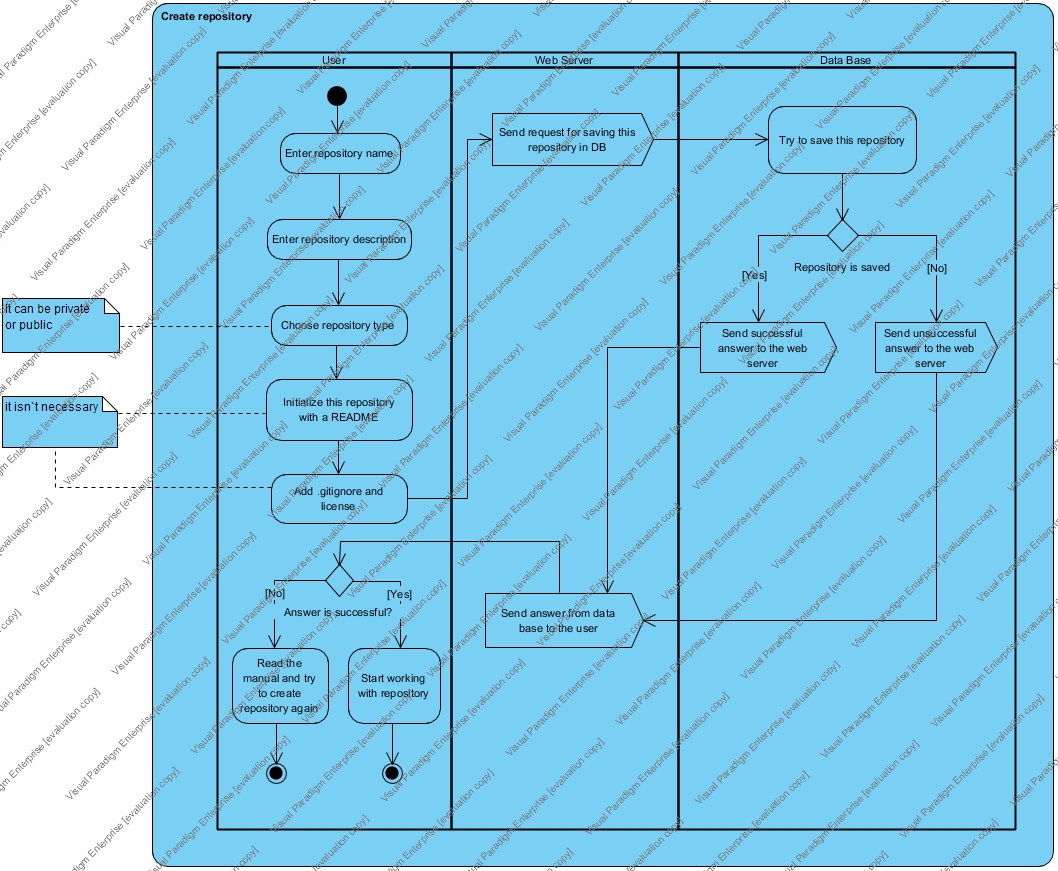 Create repository
User
Web Server
Data Base
Enter repository name
Send request for saving this
repository in DB
Try to save this repository
Enter repository description
Repository is saved
[Yes]
[No]
it can be private
or public
Choose repository type
Send successful
answer to the web
server
Send unsuccessful
answer to the web
server
it isn`t necessary
Initialize this repository
with a README
Add .gitignore and
license
[No]
[Yes]
Answer is successful?
Send answer from data
base to the user
Read the
manual and try
to create
repository again
Start working
with repository
Visual Paradigm Enterprise [evaluation copy]